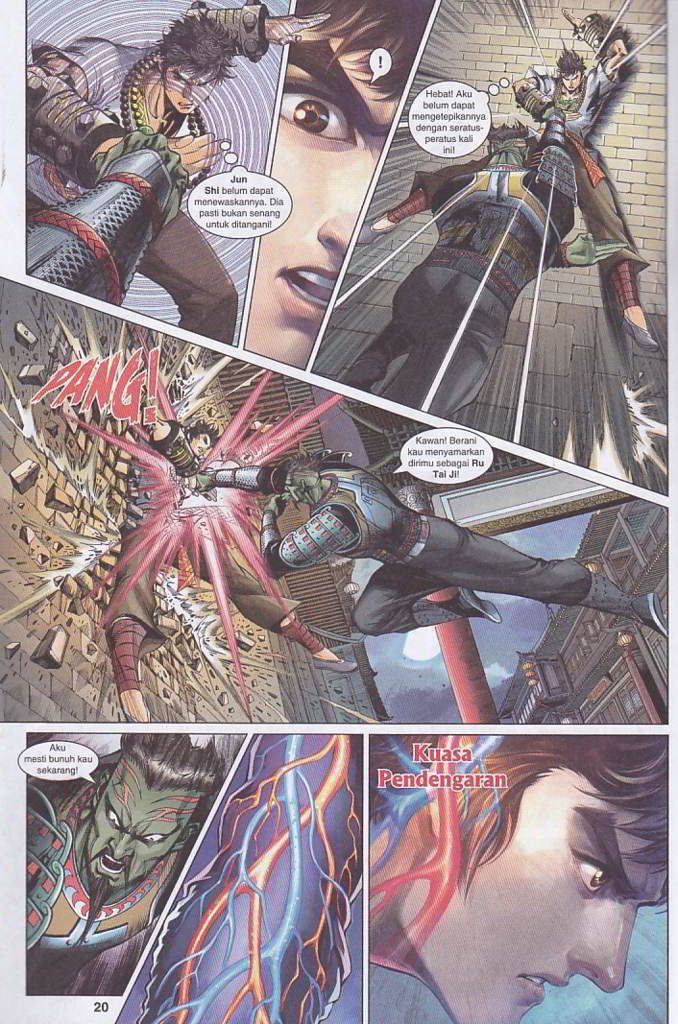 Jun
Shi belum dapat
menewaskannya. Dia
pasti bukan senang
untuk ditangani!
!
Hebat! Aku
belum dapat
mengetepikannya
dengan seratus-
peratus kali
ini!
PANG!
Kawan! Berani
kau menyamarkan
dirimu sebagai Ru
Tai Ji!
Aku
mesti bunuh kau
sekarang!
Kuasa
Pendengaran
20